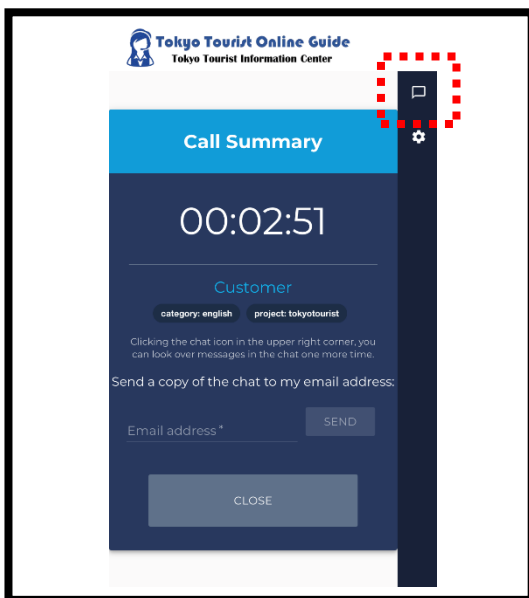 Tokyo Tourist Online Guide
Tokyo Tourist Information Center
Call Summary
00:02:51
Customer
category: english project: tokyotourist
Clicking the chat icon in the upper right corner, you
can look over messages in the chat one more time.
Send a copy of the chat to my email address:
Email address *
SEND
CLOSE